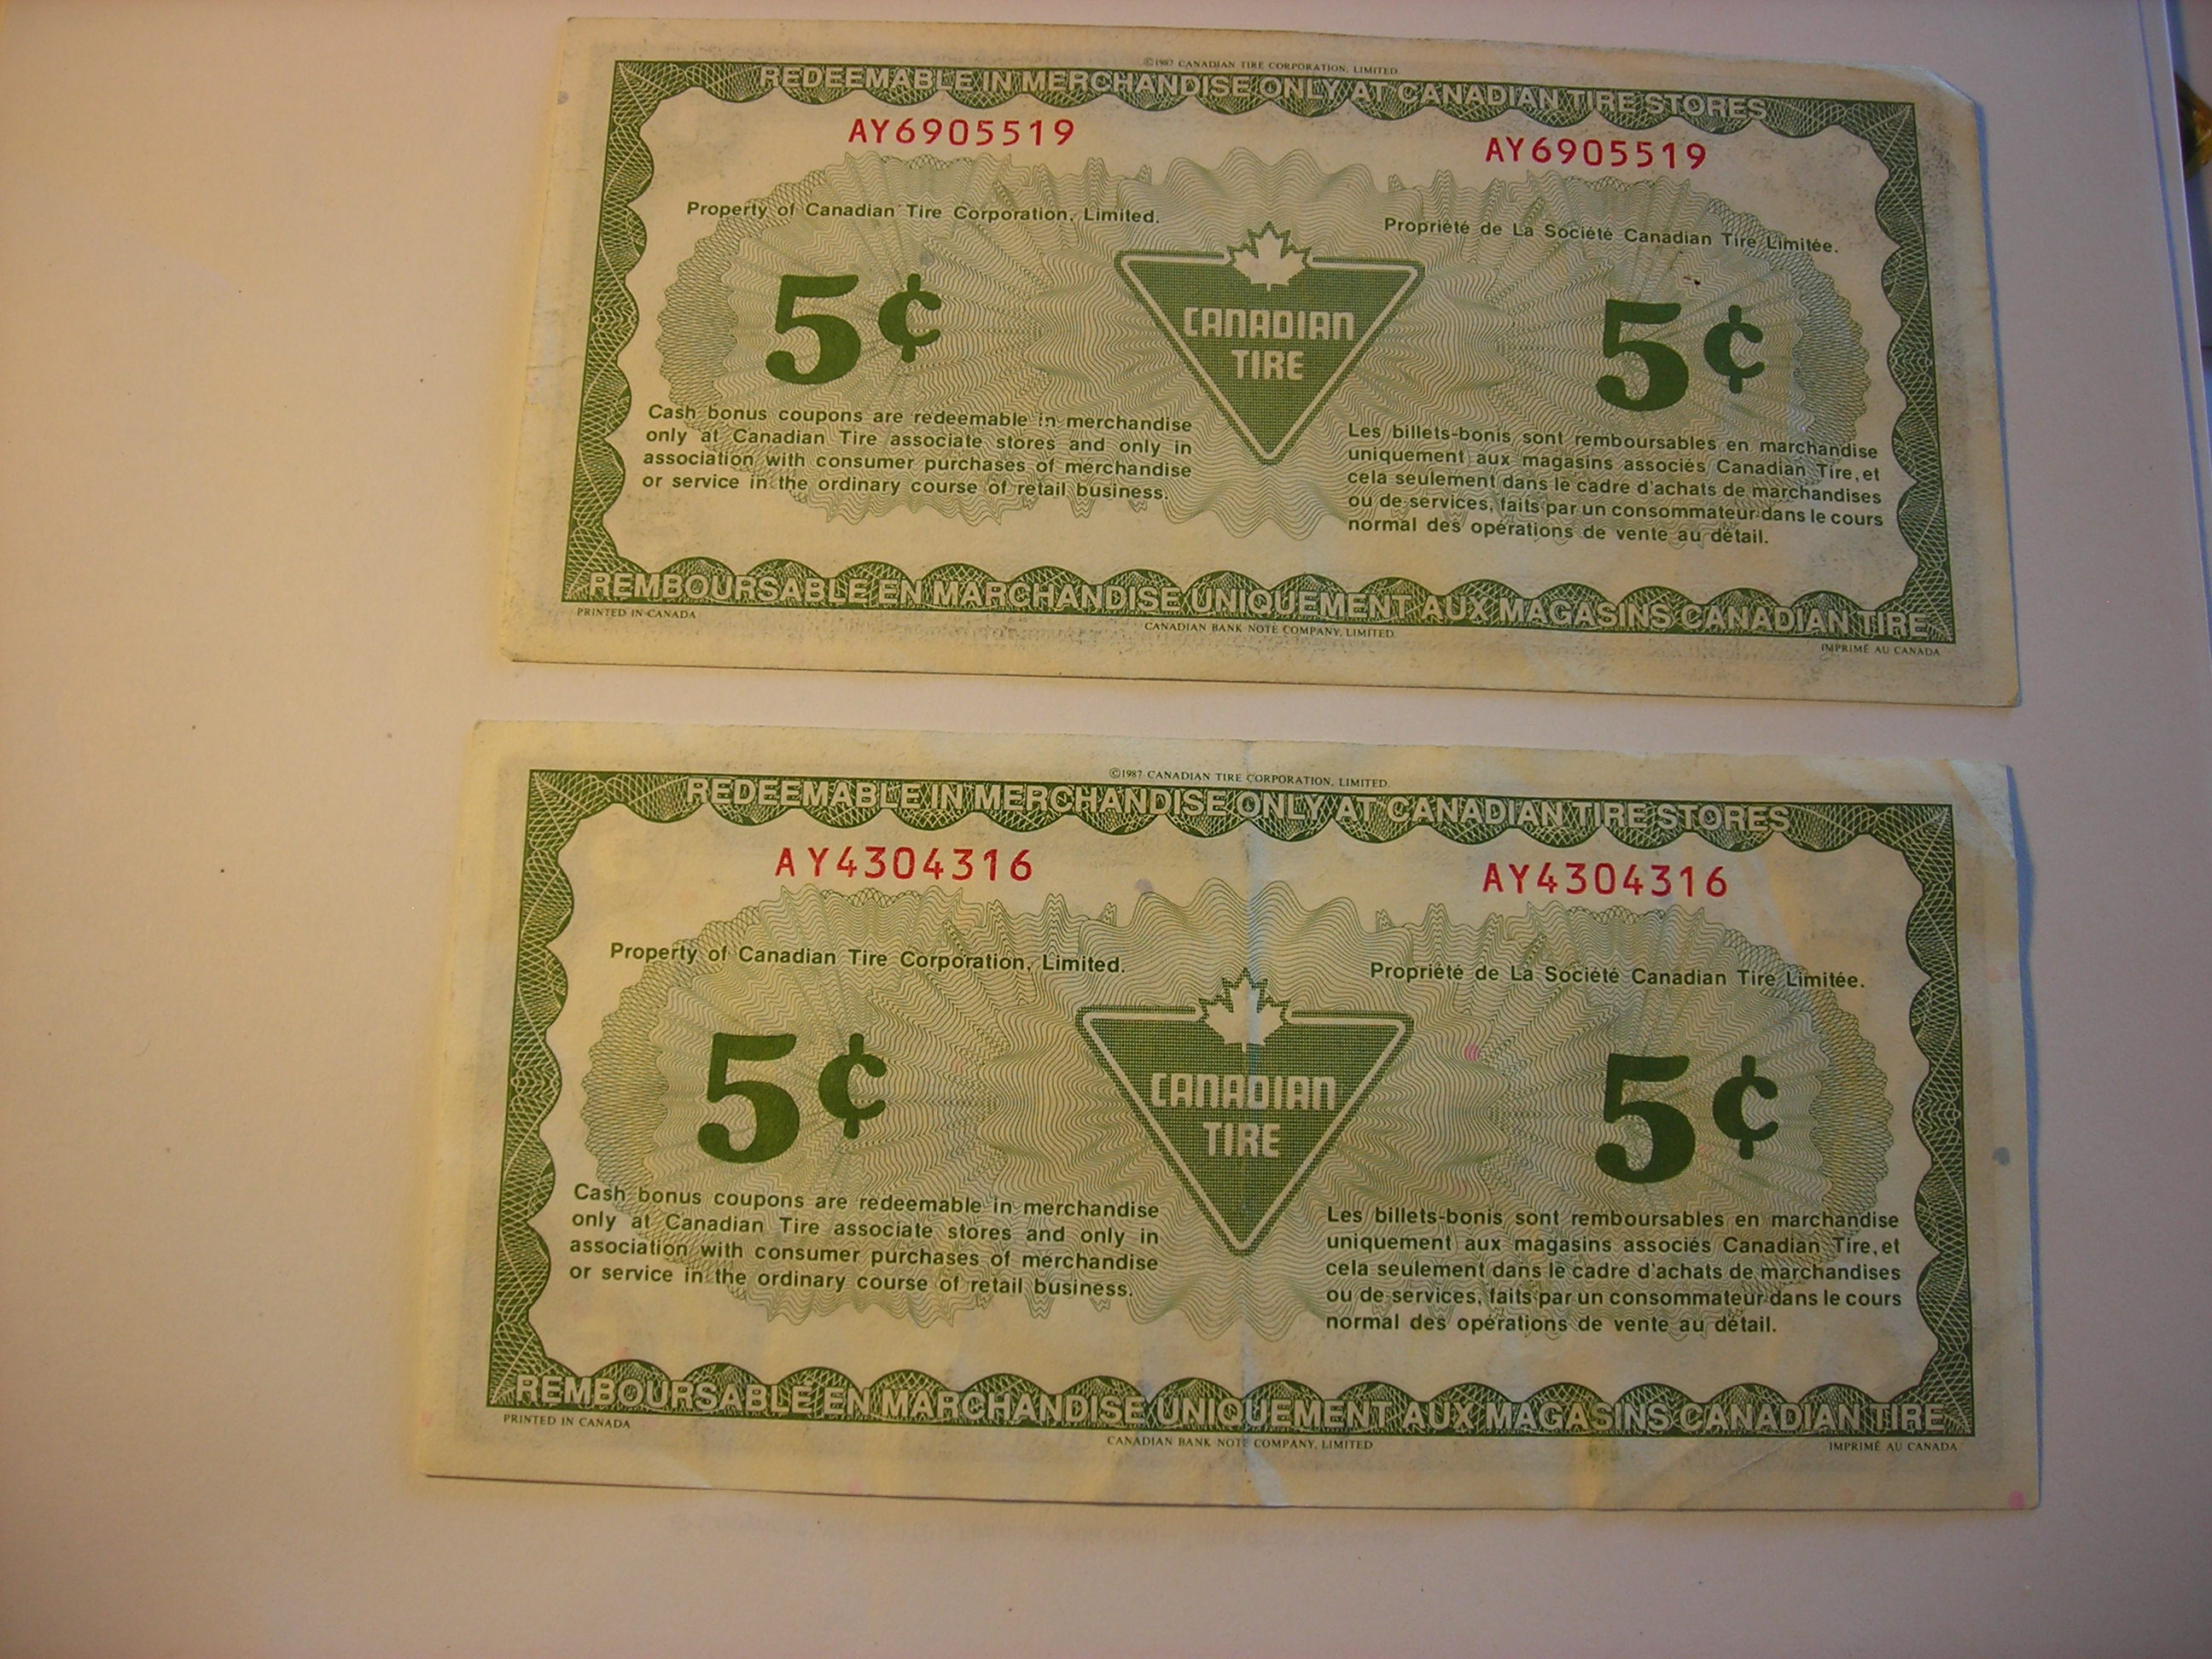 ©1987 CANADIAN TIRE CORPORATION, LIMITED
REDEEMABLE IN MERCHANDISE ONLY AT CANADIAN TIRE STORES
AY6905519
AY6905519
Property of Canadian Tire Corporation, Limited.
Propriété de La Société Canadian Tire Limitée.
5¢
CANADIAN
TIRE
5¢
Cash bonus coupons are redeemable in merchandise
only at Canadian Tire associate stores and only in
association with consumer purchases of merchandise
or service in the ordinary course of retail business.
Les billets-bonis sont remboursables en marchandise
uniquement aux magasins associés Canadian Tire, et
cela seulement dans le cadre d'achats de marchandises
ou de services, faits par un consommateur dans le cours
normal des opérations de vente au détail.
REMBOURSABLE EN MARCHANDISE UNIQUEMENT AUX MAGASINS CANADIAN TIRE
PRINTED IN CANADA
CANADIAN BANK NOTE COMPANY, LIMITED
IMPRIMÉ AU CANADA
©1987 CANADIAN TIRE CORPORATION, LIMITED
REDEEMABLE IN MERCHANDISE ONLY AT CANADIAN TIRE STORES
AY4304316
AY4304316
Property of Canadian Tire Corporation, Limited.
Propriété de La Société Canadian Tire Limitée.
5¢
CANADIAN
TIRE
5¢
Cash bonus coupons are redeemable in merchandise
only at Canadian Tire associate stores and only in
association with consumer purchases of merchandise
or service in the ordinary course of retail business.
Les billets-bonis sont remboursables en marchandise
uniquement aux magasins associés Canadian Tire, et
cela seulement dans le cadre d'achats de marchandises
ou de services, faits par un consommateur dans le cours
normal des opérations de vente au détail.
REMBOURSABLE EN MARCHANDISE UNIQUEMENT AUX MAGASINS CANADIAN TIRE
PRINTED IN CANADA
CANADIAN BANK NOTE COMPANY, LIMITED
IMPRIMÉ AU CANADA